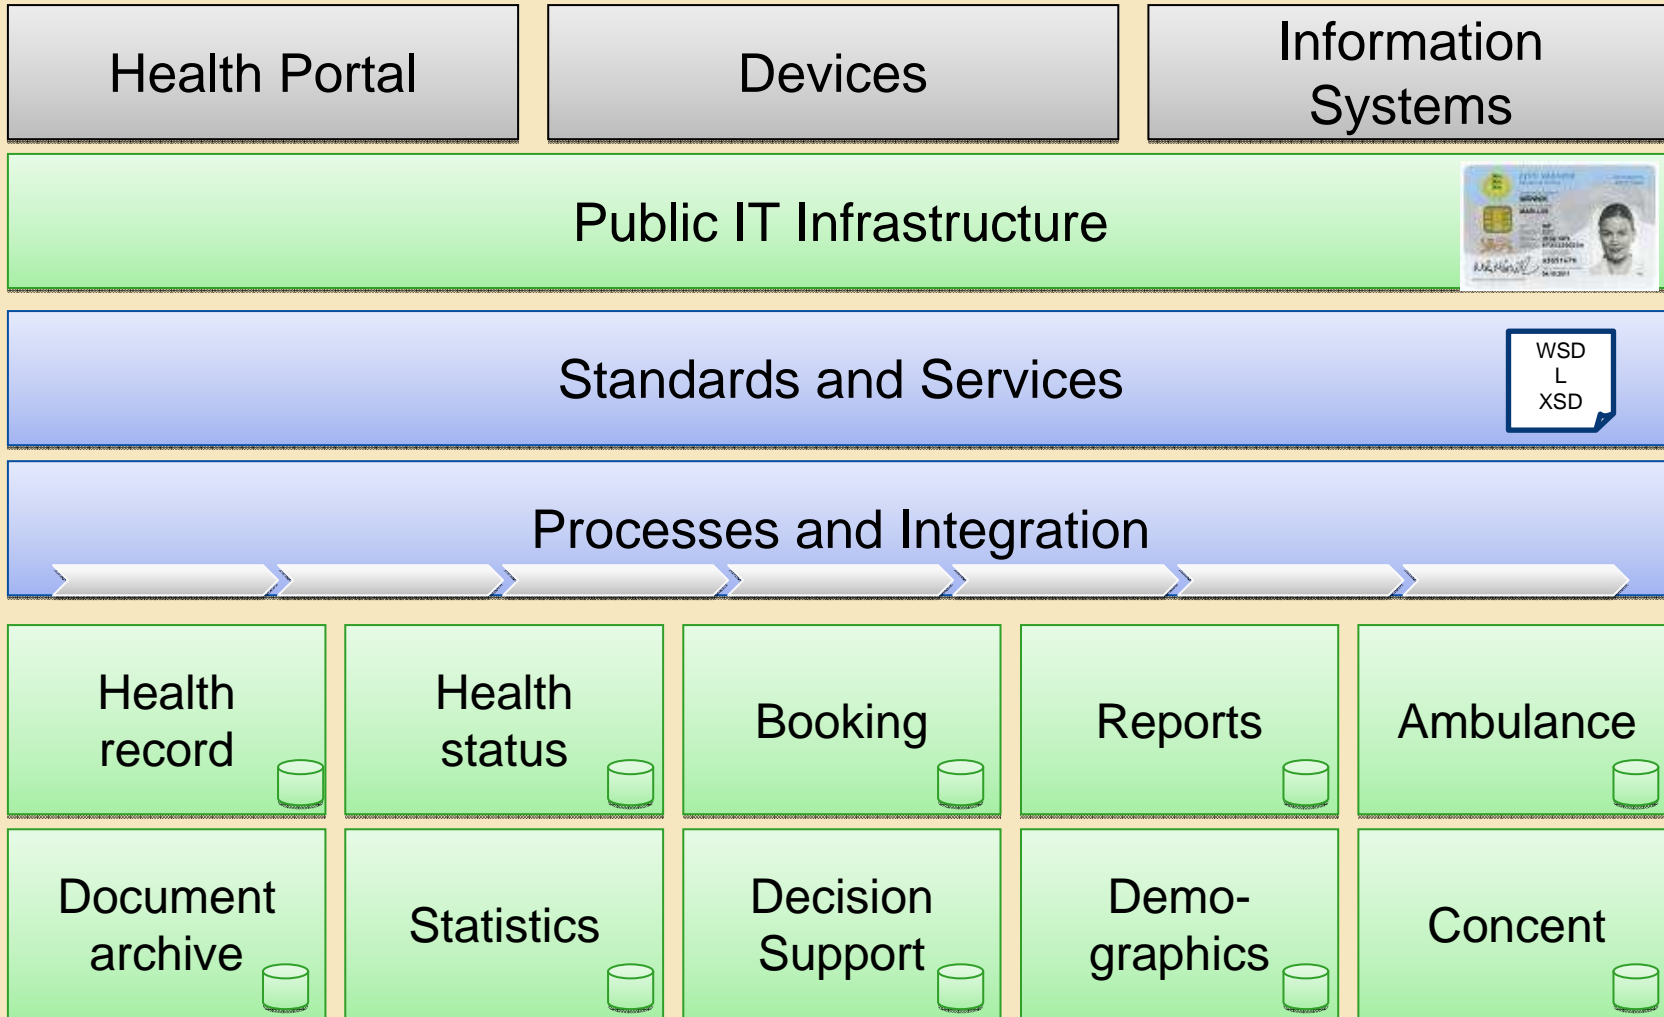 Health Portal
Devices
Information
Systems
Public IT Infrastructure
Standards and Services
WSD
L
XSD
Processes and Integration
Health
record
Health
status
Booking
Reports
Ambulance
Document
archive
Statistics
Decision
Support
Demo-
graphics
Concent